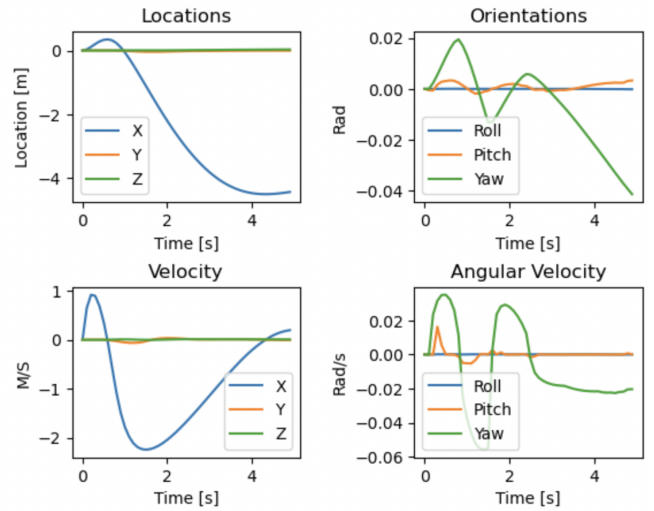 Locations
Location [m]
0
−2
−4
X
Y
Z
0
2
4
Time [s]
Orientations
Rad
0.02
0.00
−0.02
−0.04
Roll
Pitch
Yaw
0
2
4
Time [s]
Velocity
M/S
1
0
−1
−2
X
Y
Z
0
2
4
Time [s]
Angular Velocity
Rad/s
0.02
0.00
−0.02
−0.04
−0.06
Roll
Pitch
Yaw
0
2
4
Time [s]